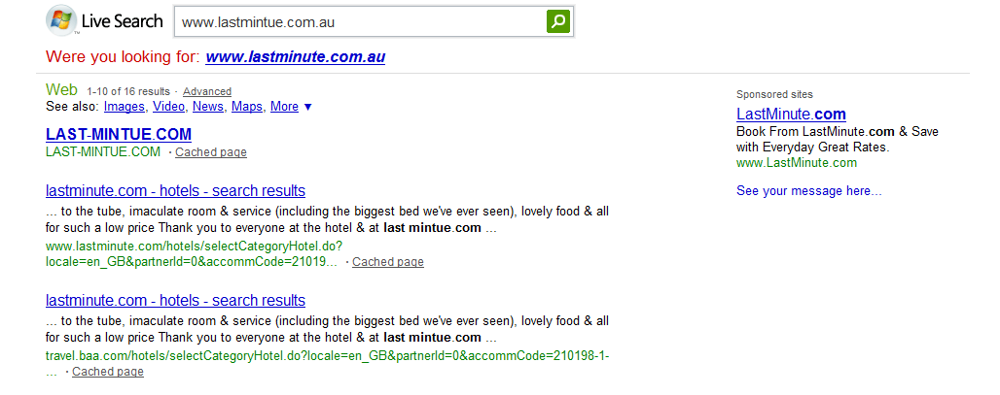 Live Search
www.lastmintue.com.au
Were you looking for: www.lastminute.com.au
Web 1-10 of 16 results · Advanced
See also: Images, Video, News, Maps, More ▼
LAST-MINTUE.COM
LAST-MINTUE.COM · Cached page
lastminute.com - hotels - search results
... to the tube, imaculate room & service (including the biggest bed we've ever seen), lovely food & all
for such a low price Thank you to everyone at the hotel & at last mintue.com ...
www.lastminute.com/hotels/selectCategoryHotel.do?
locale=en_GB&partnerId=0&accommCode=21019... · Cached page
lastminute.com - hotels - search results
... to the tube, imaculate room & service (including the biggest bed we've ever seen), lovely food & all
for such a low price Thank you to everyone at the hotel & at last mintue.com ...
travel.baa.com/hotels/selectCategoryHotel.do?locale=en_GB&partnerId=0&accommCode=210198-1-
... · Cached page
Sponsored sites
LastMinute.com
Book From LastMinute.com & Save
with Everyday Great Rates.
www.LastMinute.com
See your message here...